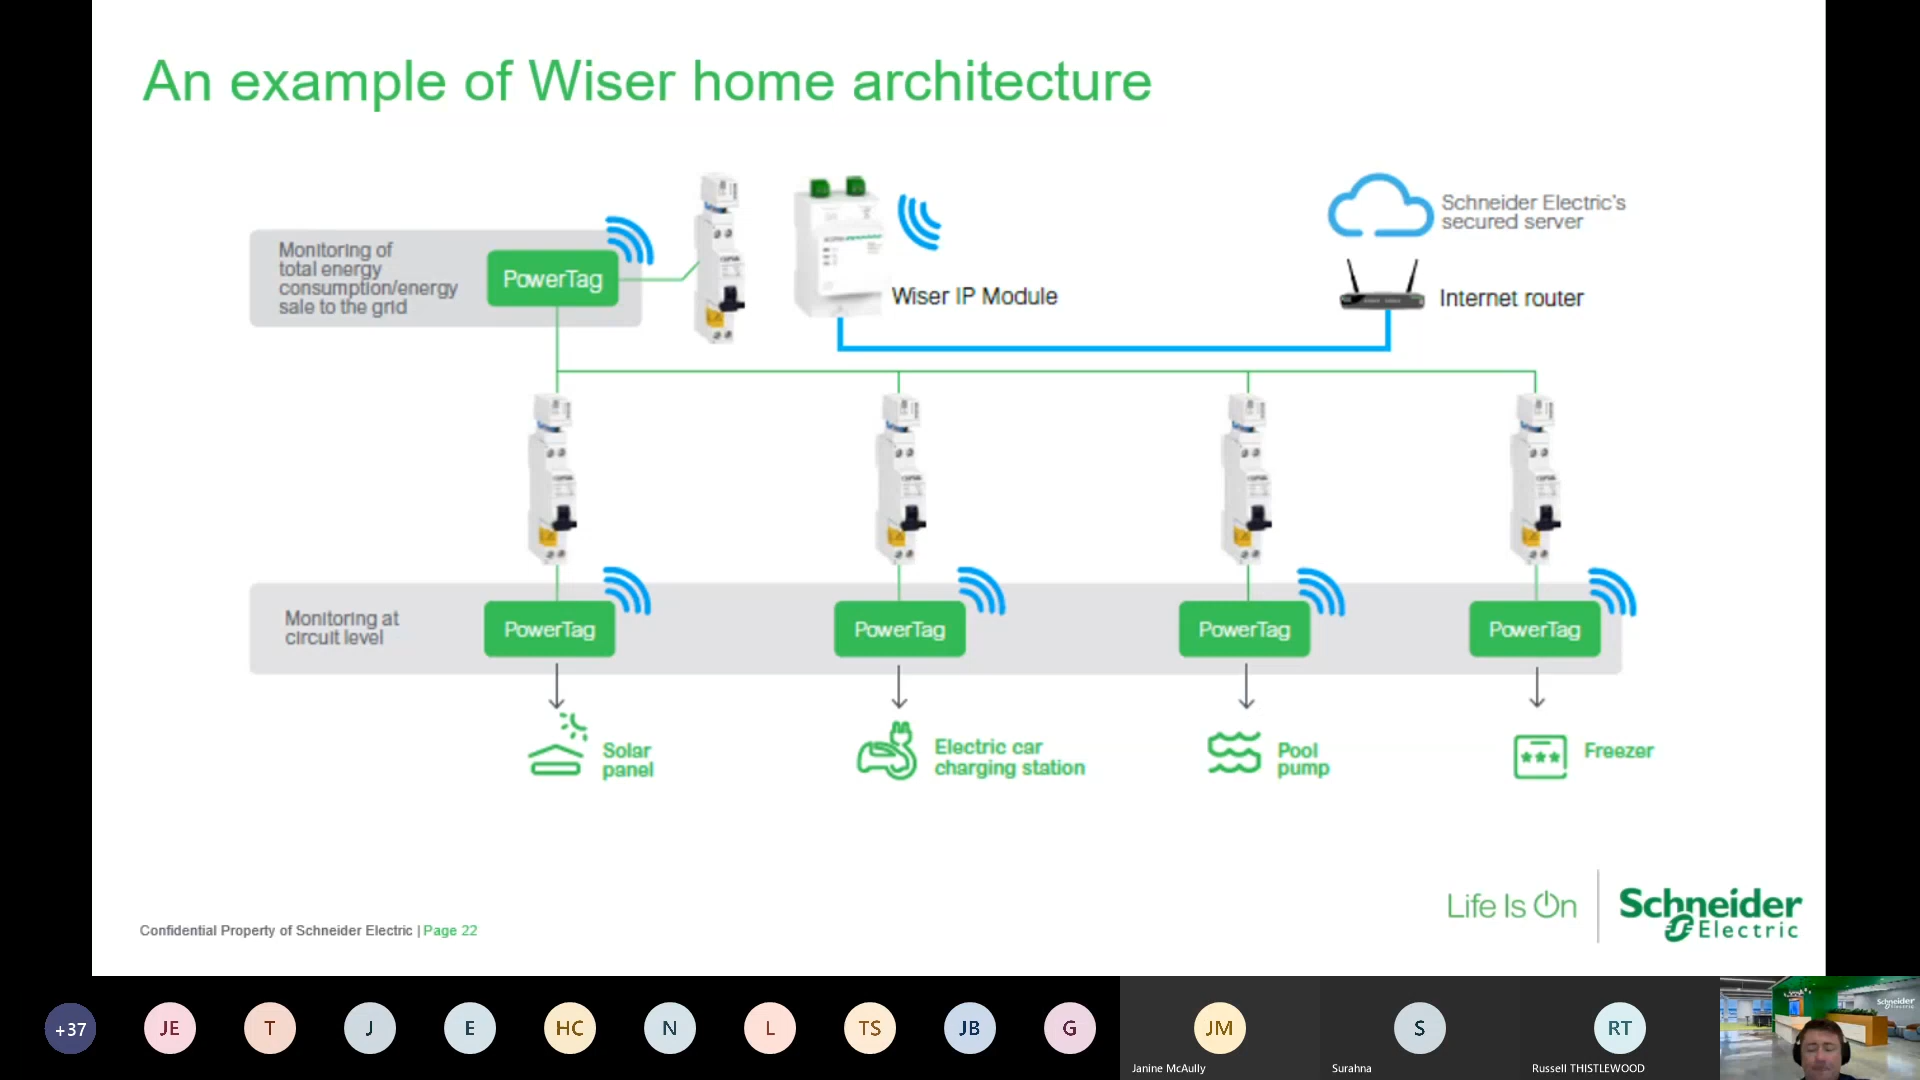 An example of Wiser home architecture
Monitoring of
total energy
consumption/energy
sale to the grid
PowerTag
Wiser IP Module
Schneider Electric's
secured server
Internet router
Monitoring at
circuit level
PowerTag
PowerTag
PowerTag
PowerTag
Solar
panel
Electric car
charging station
Pool
pump
Freezer
Confidential Property of Schneider Electric | Page 22
Life Is On
Schneider
Electric
+37
JE
T
J
E
HC
N
L
TS
JB
G
JM
S
RT
Janine McAully
Surahna
Russell THISTLEWOOD
Schneider